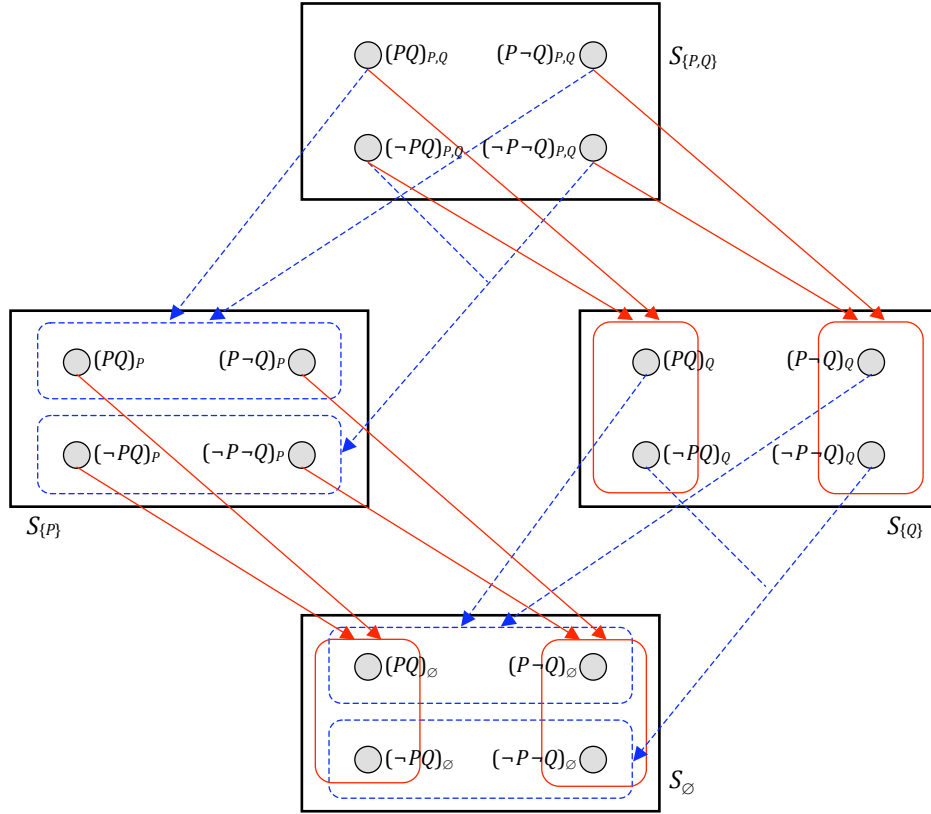 (PQ)P,Q (P¬Q)P,Q S{P,Q}
(¬PQ)P,Q (¬P¬Q)P,Q
(PQ)P (P¬Q)P (PQ)Q (P¬Q)Q
(¬PQ)P (¬P¬Q)P (¬PQ)Q (¬P¬Q)Q
S{P} S{Q}
(PQ)∅ (P¬Q)∅
(¬PQ)∅ (¬P¬Q)∅ S∅